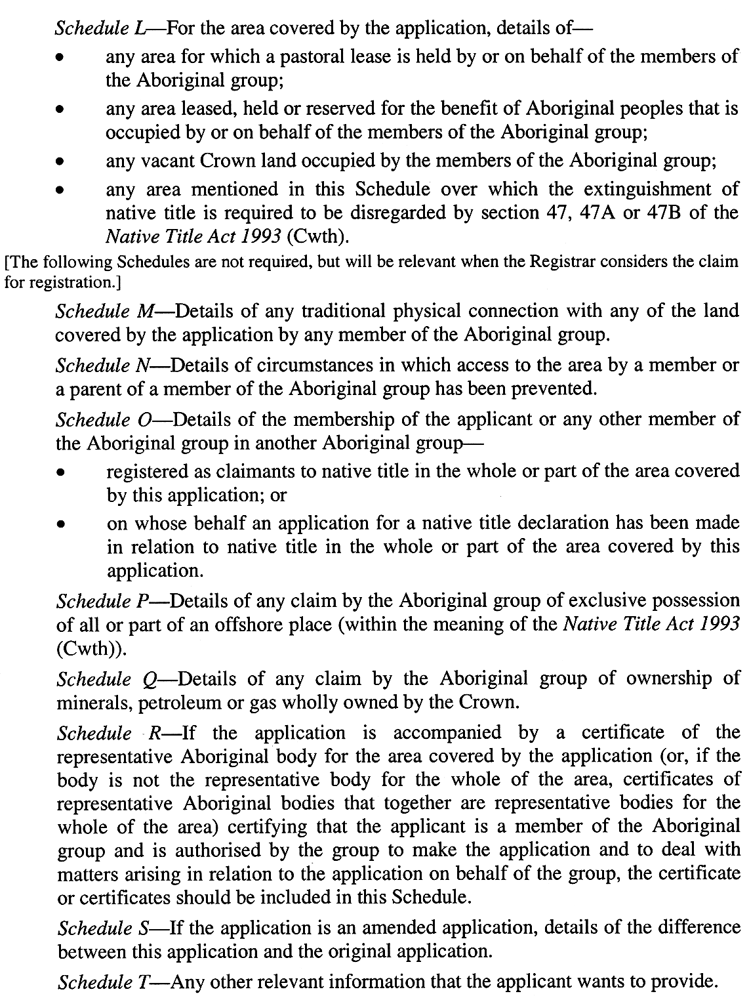 Schedule L—For the area covered by the application, details of—
• any area for which a pastoral lease is held by or on behalf of the members of
the Aboriginal group;
• any area leased, held or reserved for the benefit of Aboriginal peoples that is
occupied by or on behalf of the members of the Aboriginal group;
• any vacant Crown land occupied by the members of the Aboriginal group;
• any area mentioned in this Schedule over which the extinguishment of
native title is required to be disregarded by section 47, 47A or 47B of the
Native Title Act 1993 (Cwth).
[The following Schedules are not required, but will be relevant when the Registrar considers the claim
for registration.]
Schedule M—Details of any traditional physical connection with any of the land
covered by the application by any member of the Aboriginal group.
Schedule N—Details of circumstances in which access to the area by a member or
a parent of a member of the Aboriginal group has been prevented.
Schedule O—Details of the membership of the applicant or any other member of
the Aboriginal group in another Aboriginal group—
• registered as claimants to native title in the whole or part of the area covered
by this application; or
• on whose behalf an application for a native title declaration has been made
in relation to native title in the whole or part of the area covered by this
application.
Schedule P—Details of any claim by the Aboriginal group of exclusive possession
of all or part of an offshore place (within the meaning of the Native Title Act 1993
(Cwth)).
Schedule Q—Details of any claim by the Aboriginal group of ownership of
minerals, petroleum or gas wholly owned by the Crown.
Schedule R—If the application is accompanied by a certificate of the
representative Aboriginal body for the area covered by the application (or, if the
body is not the representative body for the whole of the area, certificates of
representative Aboriginal bodies that together are representative bodies for the
whole of the area) certifying that the applicant is a member of the Aboriginal
group and is authorised by the group to make the application and to deal with
matters arising in relation to the application on behalf of the group, the certificate
or certificates should be included in this Schedule.
Schedule S—If the application is an amended application, details of the difference
between this application and the original application.
Schedule T—Any other relevant information that the applicant wants to provide.